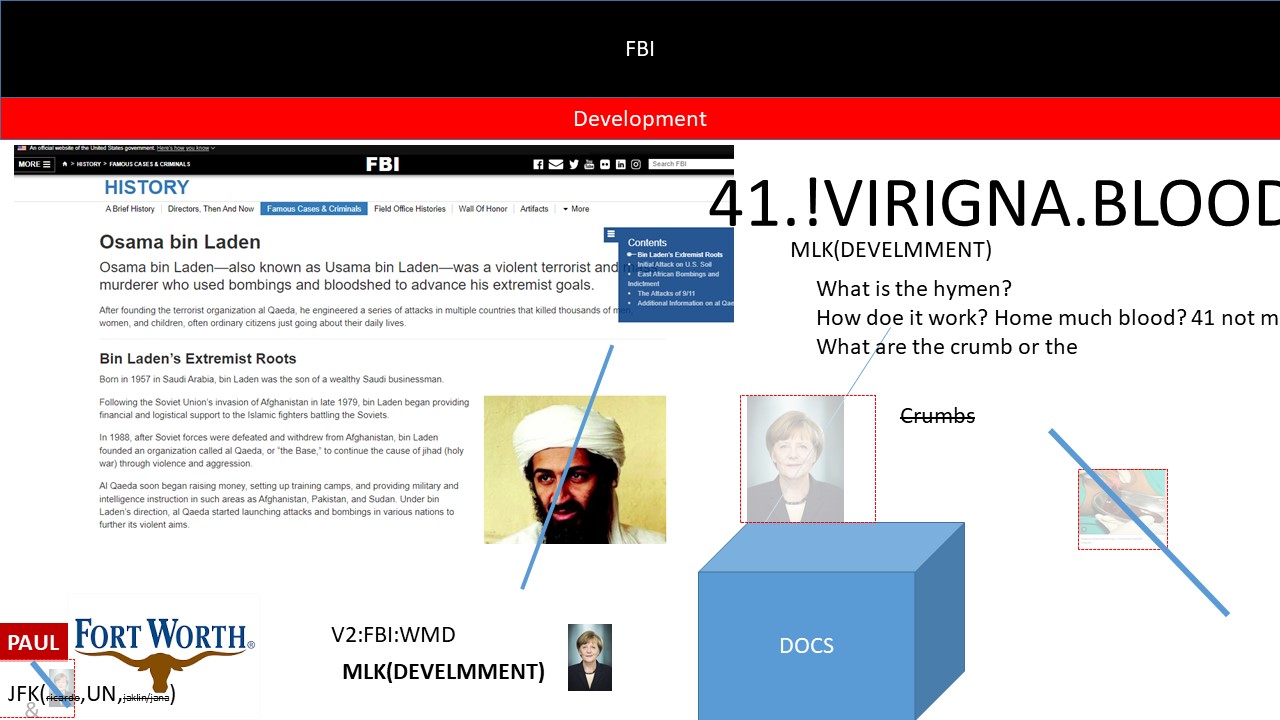 FBI
Development
An official website of the United States government. Here's how you know
MORE
> HISTORY > FAMOUS CASES & CRIMINALS
FBI
Search FBI
HISTORY
A Brief History
Directors, Then And Now
Famous Cases & Criminals
Field Office Histories
Wall Of Honor
Artifacts
More
41.!VIRIGNA.BLOOD
MLK(DEVELMMENT)
Osama bin Laden
Osama bin Laden—also known as Usama bin Laden—was a violent terrorist and
murderer who used bombings and bloodshed to advance his extremist goals.
After founding the terrorist organization al Qaeda, he engineered a series of attacks in multiple countries that killed thousands of men,
women, and children, often ordinary citizens just going about their daily lives.
Contents
Bin Laden's Extremist Roots
Initial Attack on U.S. Soil
East African Bombings and
Indictment
The Attacks of 9/11
Additional Information on al Qae
What is the hymen?
How doe it work? Home much blood? 41 not m
What are the crumb or the
Bin Laden's Extremist Roots
Born in 1957 in Saudi Arabia, bin Laden was the son of a wealthy Saudi businessman.
Following the Soviet Union's invasion of Afghanistan in late 1979, bin Laden began providing
financial and logistical support to the Islamic fighters battling the Soviets.
In 1988, after Soviet forces were defeated and withdrew from Afghanistan, bin Laden
founded an organization called al Qaeda, or "the Base," to continue the cause of jihad (holy
war) through violence and aggression.
Al Qaeda soon began raising money, setting up training camps, and providing military and
intelligence instruction in such areas as Afghanistan, Pakistan, and Sudan. Under bin
Laden's direction, al Qaeda started launching attacks and bombings in various nations to
further its violent aims.
Crumbs
DOCS
PAUL
FORT WORTH®
V2:FBI:WMD
MLK(DEVELMMENT)
JFK(ricardo,UN,jaklin/jana)
&